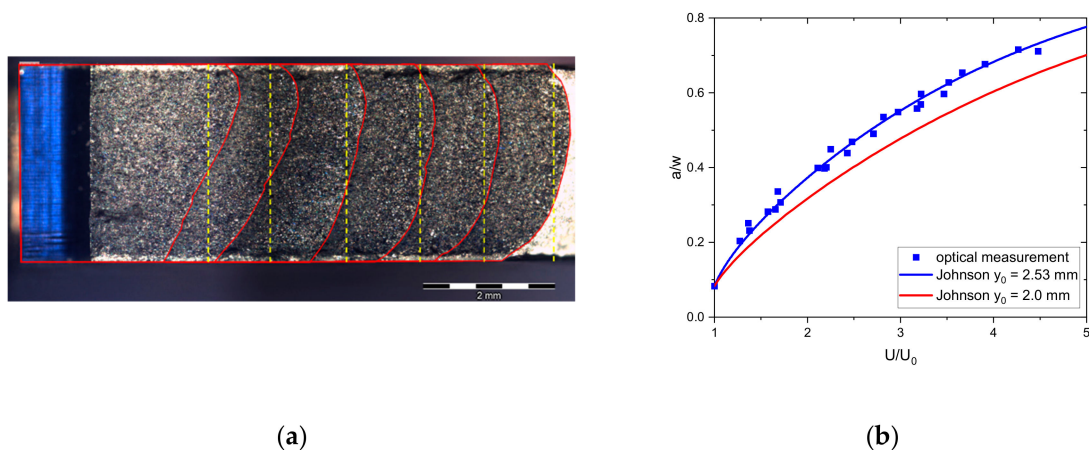 2 mm
(a)
(b)
a/w
0.8
0.6
0.4
0.2
0.0
1
2
3
4
5
U/U₀
optical measurement
Johnson y₀ = 2.53 mm
Johnson y₀ = 2.0 mm
(a)
(b)